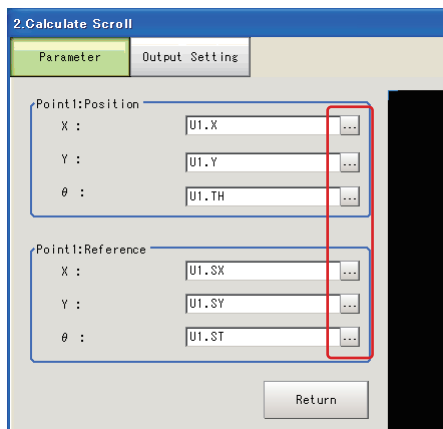 2.Calculate Scroll
Parameter Output Setting
Point1:Position
X : U1.X ...
Y : U1.Y ...
θ : U1.TH ...
Point1:Reference
X : U1.SX ...
Y : U1.SY ...
θ : U1.ST ...
Return